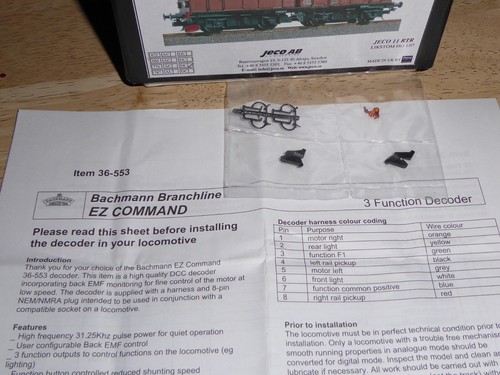 JECO 11 RTR
JECO AB
Item 36-553
Bachmann Branchline
EZ COMMAND
3 Function Decoder
Please read this sheet before installing
the decoder in your locomotive
Introduction
Thank you for your choice of the Bachmann EZ Command
36-553 decoder. This item is a high quality DCC decoder
incorporating back EMF monitoring for fine control of the motor at
low speed. The decoder is supplied with a harness and 8-pin
NEM/NMRA plug intended to be used in conjunction with a
compatible socket on a locomotive.
Features
_ High frequency 31.25Khz pulse power for quiet operation
_ User configurable Back EMF control
_ 3 function outputs to control functions on the locomotive (eg
lighting)
Function button controlled reduced shunting speed
Decoder harness colour coding
Pin Purpose Wire colour
1 motor right orange
2 rear light yellow
3 function F1 green
4 left rail pickup black
5 motor left grey
6 front light white
7 function common positive blue
8 right rail pickup red
Prior to installation
The locomotive must be in perfect technical condition prior to
installation. Only a locomotive with a trouble free mechanism
smooth running properties in analogue mode should be
converted for digital mode. Inspect the model and clean and
lubricate if necessary. All work should be carried out with